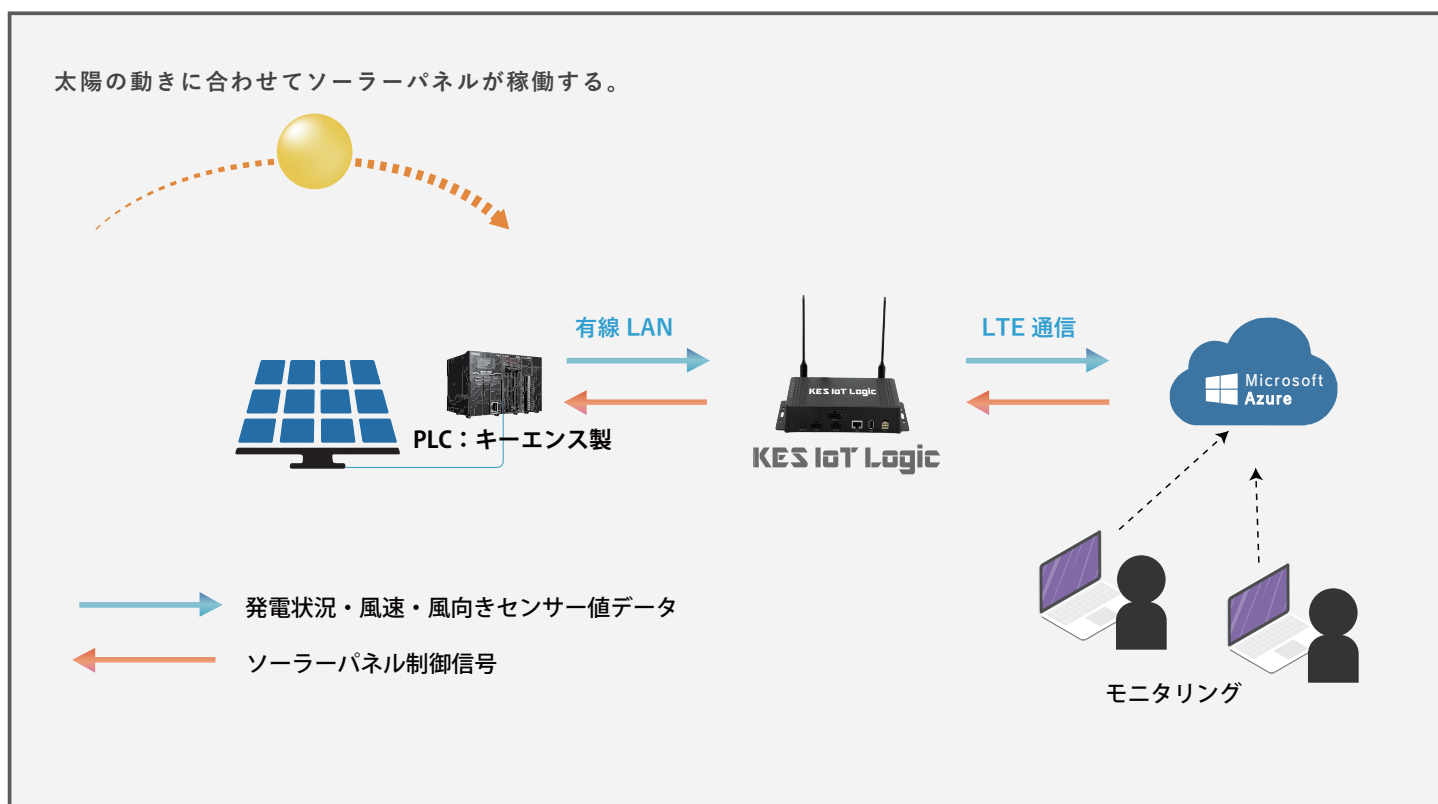 太陽の動きに合わせてソーラーパネルが稼働する。
有線 LAN
LTE 通信
KES IoT Logic
Microsoft
Azure
PLC：キーエンス製
KES IoT Logic
発電状況・風速・風向きセンサー値データ
ソーラーパネル制御信号
モニタリング